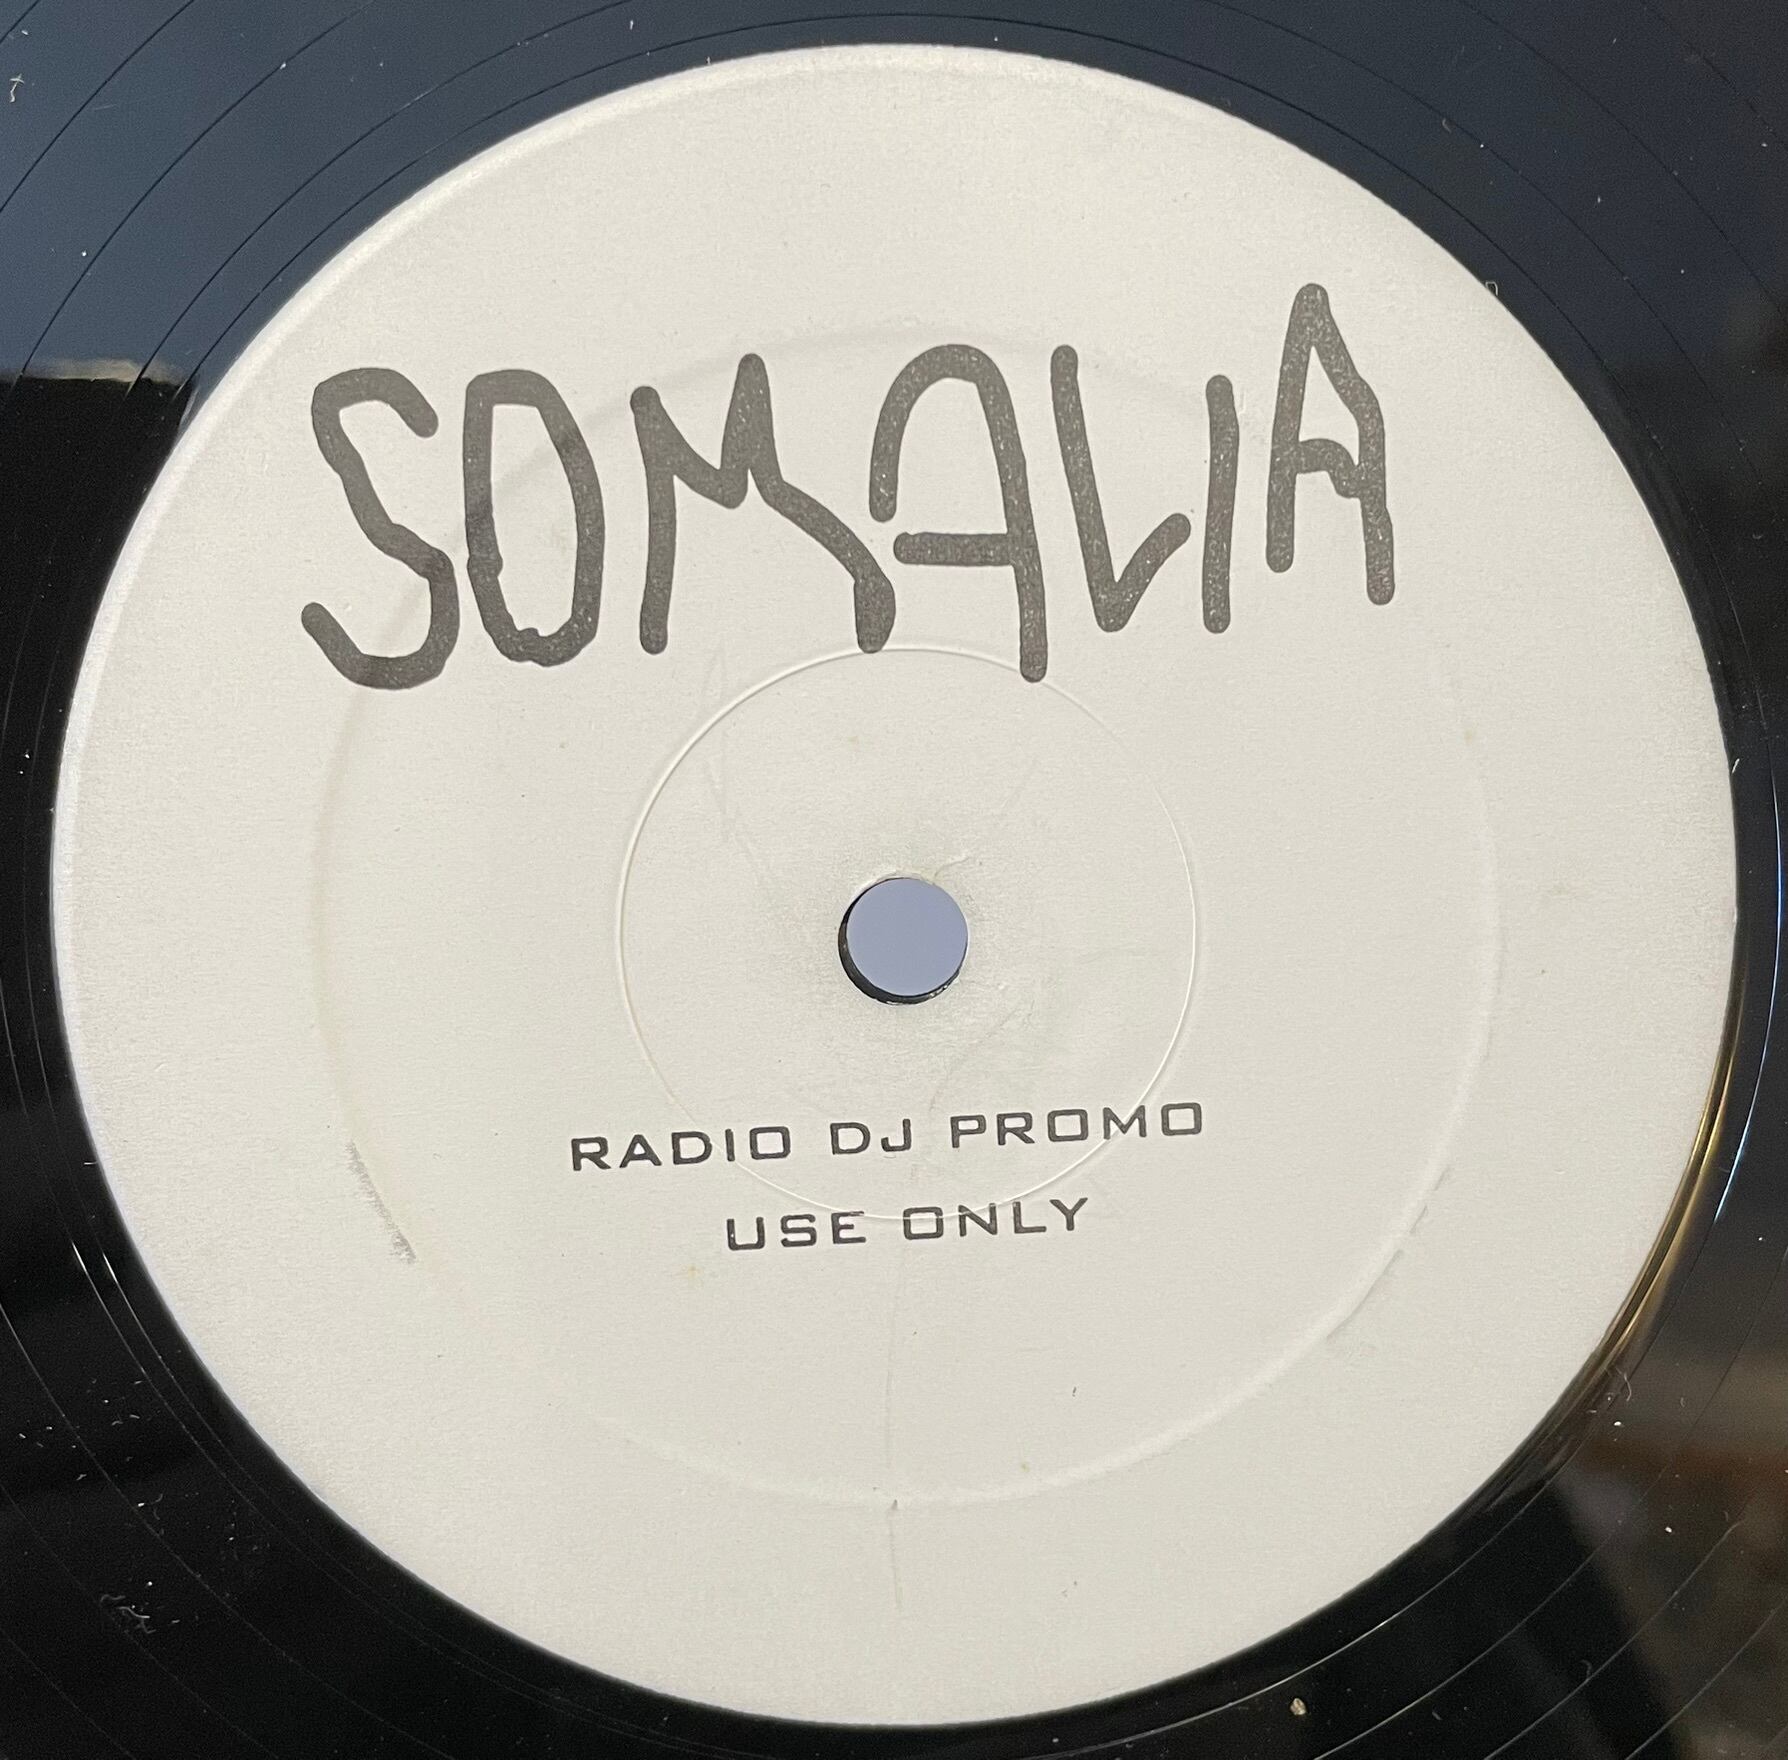 SOMALIA
RADIO DJ PROMO
USE ONLY